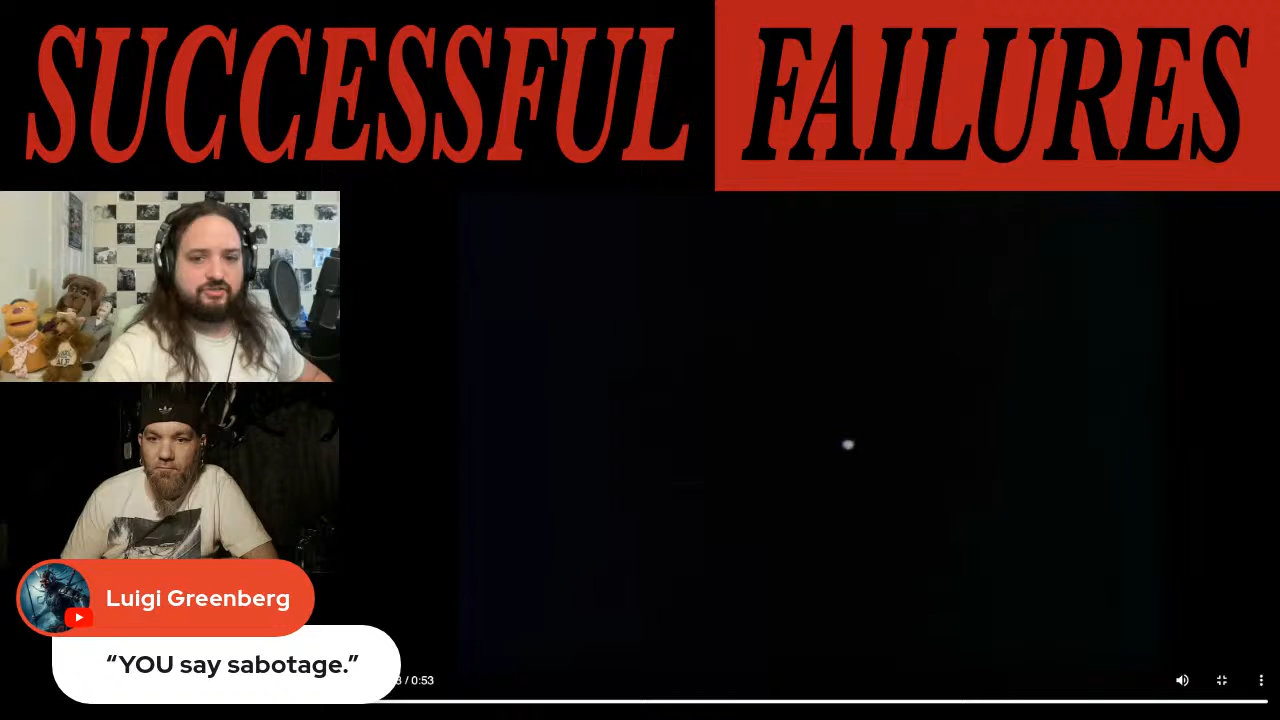 SUCCESSFUL FAILURES
Luigi Greenberg
“YOU say sabotage.”
/ 0:53